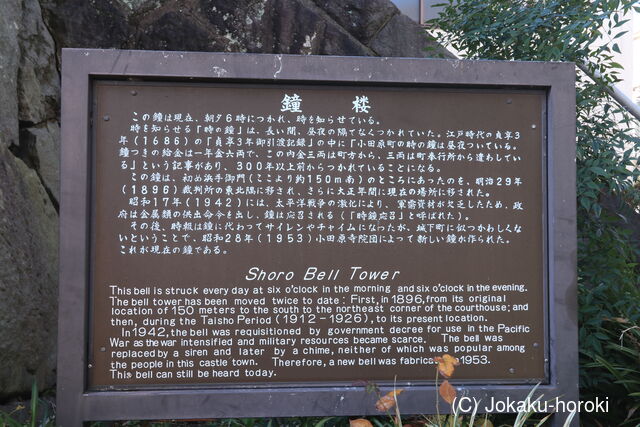 鐘 楼
この鐘は現在、朝夕6時につかれ、時を知らせている。
時を知らせる「時の鐘」は、長い間、昼夜の隔てなくつかれていた。江戸時代の貞享3
年(1686)の「貞享3年御引渡記録」の中に「小田原町の時の鐘は昼夜ついている。
鐘つきの給金は一年金六両で、この内金三両は町方から、三両は町奉行所から遣わしてい
る」という記事があり、300年以上前からつかれていることになる。
この鐘は、初め浜手御門(ここより約150m南)のところにあったのを、明治29年
(1896)裁判所の東北隅に移され、さらに大正年間に現在の場所に移された。
昭和17年(1942)には、太平洋戦争の激化により、軍需資材が欠乏したため、政
府は金属類の供出命令を出し、鐘は応召される(「時鐘応召」と呼ばれた)。
その後、時報は鐘に代わってサイレンやチャイムになったが、城下町に似つかわしくな
いということで、昭和28年(1953)小田原寺院団によって新しい鐘が作られた。
これが現在の鐘である。
Shoro Bell Tower
This bell is struck every day at six o'clock in the morning and six o'clock in the evening.
The bell tower has been moved twice to date: First, in 1896, from its original
location of 150 meters to the south to the northeast corner of the courthouse; and
then, during the Taisho Period (1912-1926), to its present location.
In 1942, the bell was requisitioned by government decree for use in the Pacific
War as the war intensified and military resources became scarce. The bell was
replaced by a siren and later by a chime, neither of which was popular among
the people in this castle town. Therefore, a new bell was fabricated in 1953.
This bell can still be heard today.
(C) Jokaku-horoki